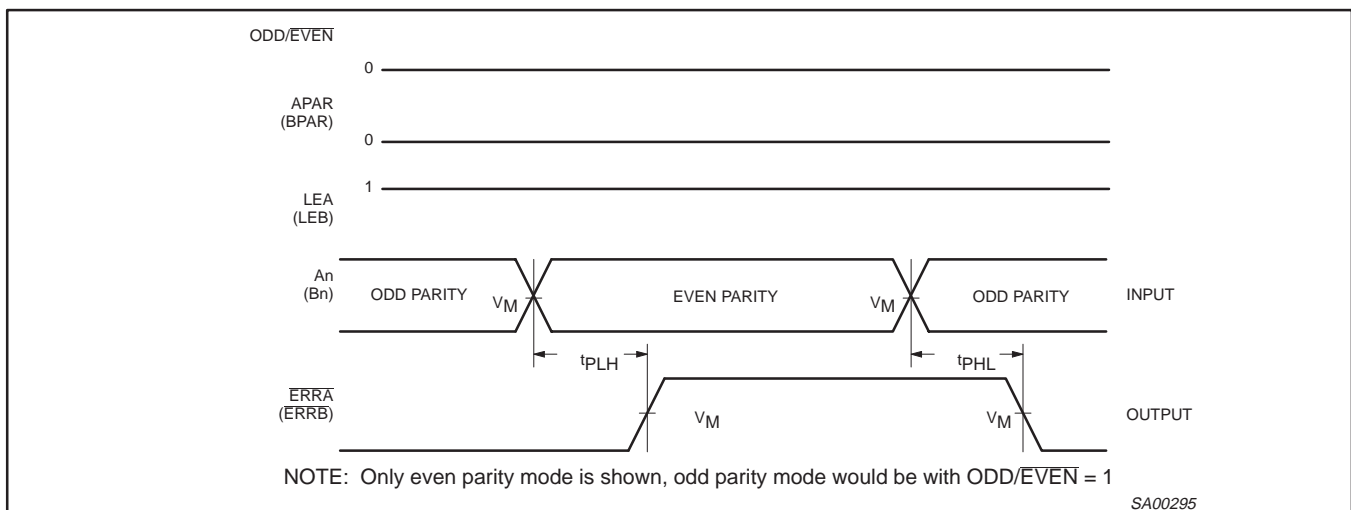 ODD/EVEN
0
APAR
(BPAR)
0
1
LEA
(LEB)
An
(Bn)
ODD PARITY
VM
EVEN PARITY
VM
ODD PARITY
INPUT
tPLH
tPHL
ERRA
(ERRB)
VM
VM
OUTPUT
NOTE: Only even parity mode is shown, odd parity mode would be with ODD/EVEN = 1
SA00295